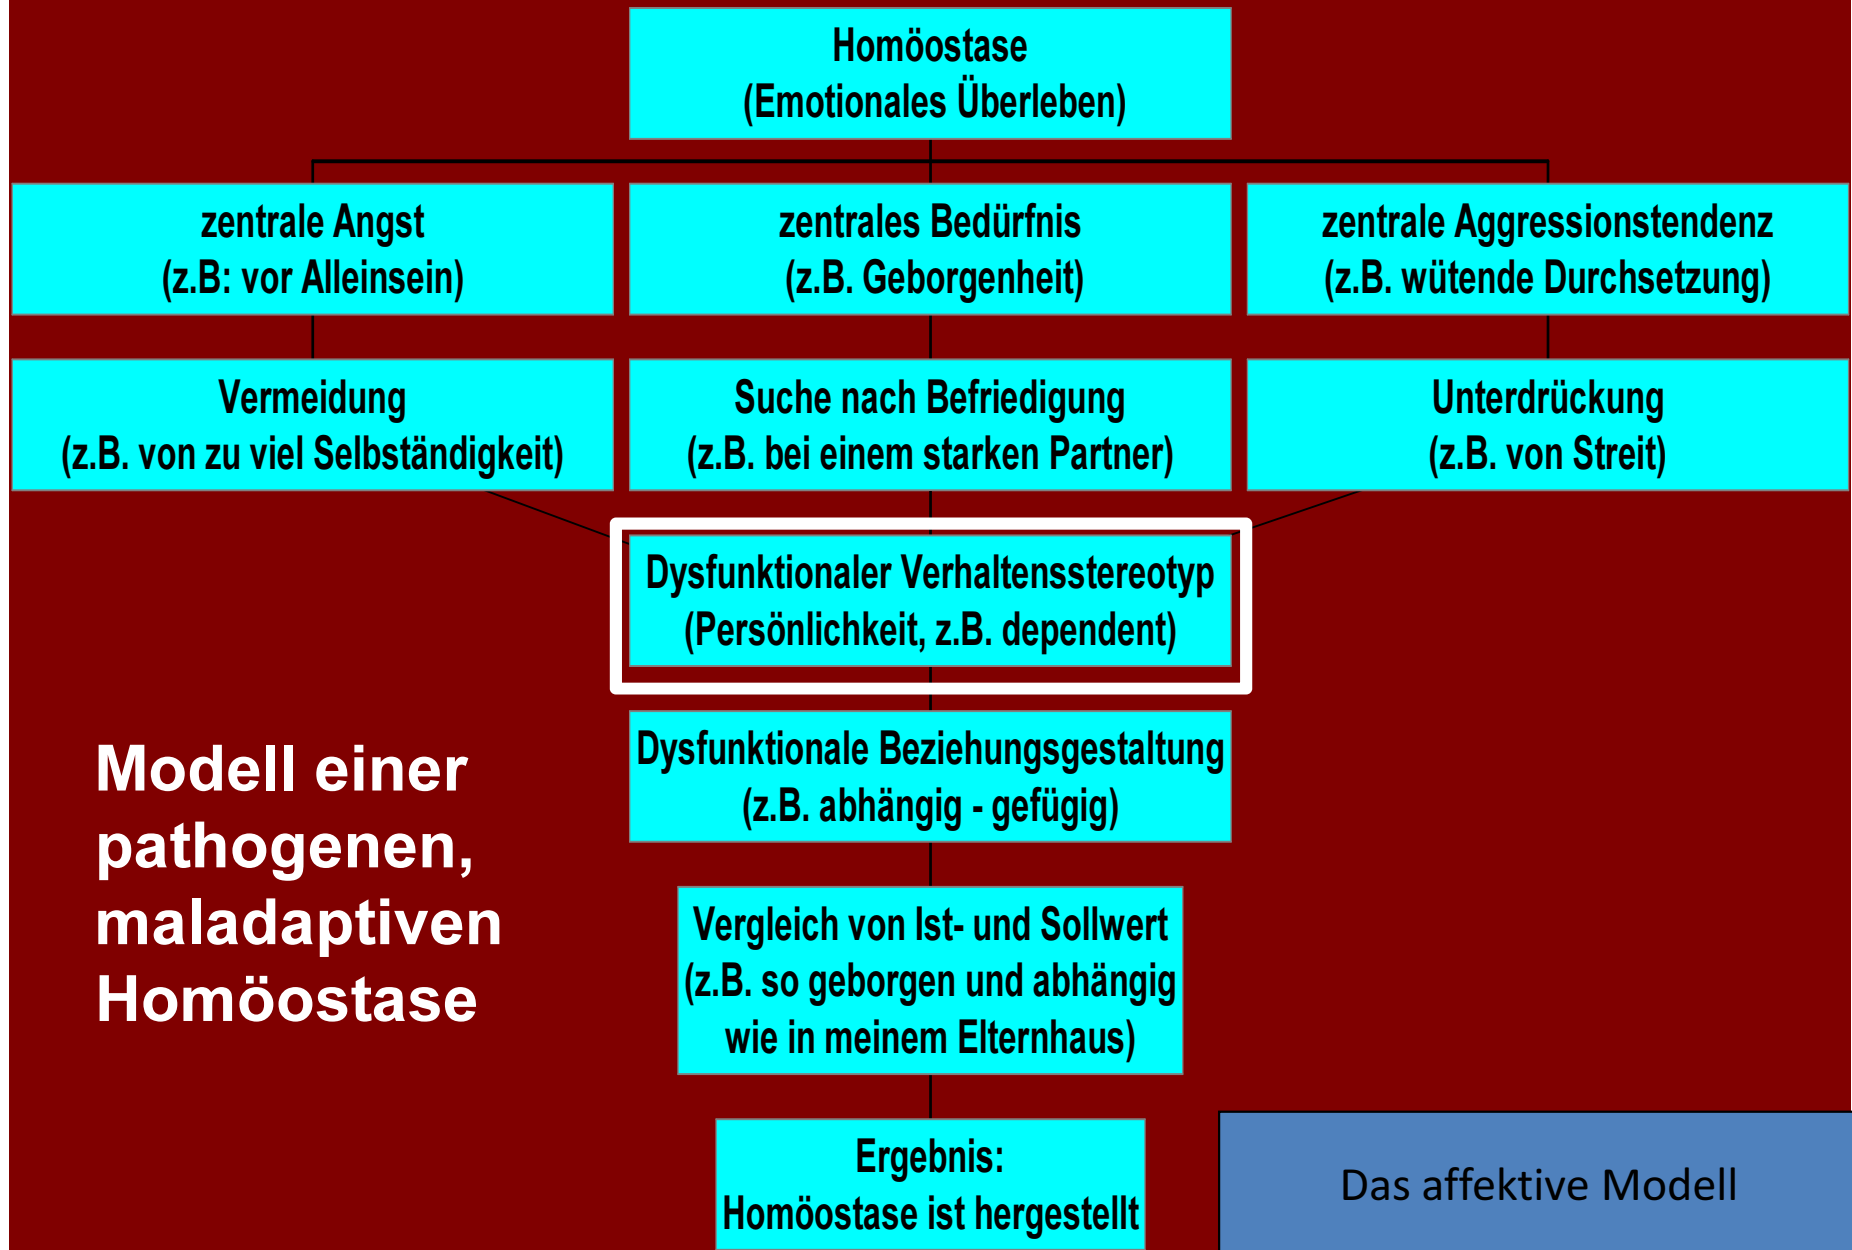 Homöostase
(Emotionales Überleben)
zentrale Angst
(z.B: vor Alleinsein)
zentrales Bedürfnis
(z.B. Geborgenheit)
zentrale Aggressionstendenz
(z.B. wütende Durchsetzung)
Vermeidung
(z.B. von zu viel Selbständigkeit)
Suche nach Befriedigung
(z.B. bei einem starken Partner)
Unterdrückung
(z.B. von Streit)
Dysfunktionaler Verhaltensstereotyp
(Persönlichkeit, z.B. dependent)
Dysfunktionale Beziehungsgestaltung
(z.B. abhängig - gefügig)
Modell einer
pathogenen,
maladaptiven
Homöostase
Vergleich von Ist- und Sollwert
(z.B. so geborgen und abhängig
wie in meinem Elternhaus)
Ergebnis:
Homöostase ist hergestellt
Das affektive Modell